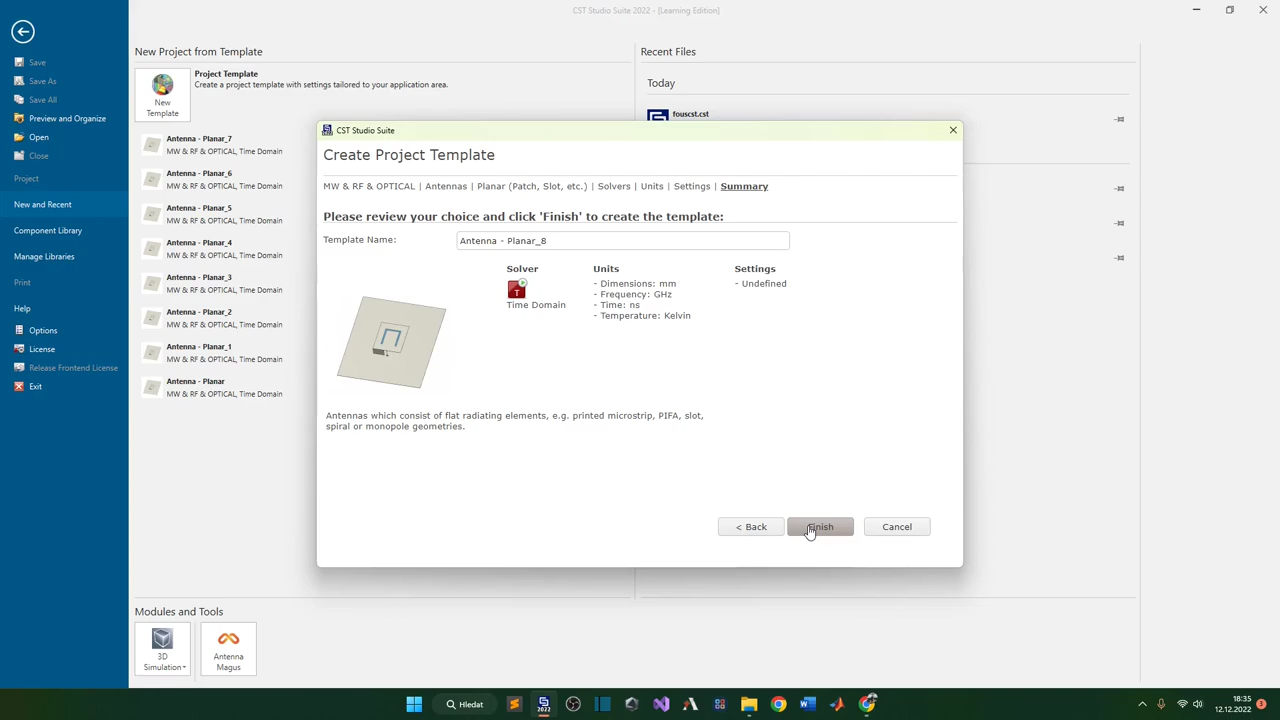 CST Studio Suite 2022 - [Learning Edition]
Save
Save As
Save All
Preview and Organize
Open
Close
Project
New and Recent
Component Library
Manage Libraries
Print
Help
Options
License
Release Frontend License
Exit
New Project from Template
Project Template
Create a project template with settings tailored to your application area.
New
Template
Antenna - Planar_7
MW & RF & OPTICAL, Time Domain
Antenna - Planar_6
MW & RF & OPTICAL, Time Domain
Antenna - Planar_5
MW & RF & OPTICAL, Time Domain
Antenna - Planar_4
MW & RF & OPTICAL, Time Domain
Antenna - Planar_3
MW & RF & OPTICAL, Time Domain
Antenna - Planar_2
MW & RF & OPTICAL, Time Domain
Antenna - Planar_1
MW & RF & OPTICAL, Time Domain
Antenna - Planar
MW & RF & OPTICAL, Time Domain
Recent Files
Today
fouscst.cst
CST Studio Suite
Create Project Template
MW & RF & OPTICAL | Antennas | Planar (Patch, Slot, etc.) | Solvers | Units | Settings | Summary
Please review your choice and click 'Finish' to create the template:
Template Name: Antenna - Planar_8
Solver
Time Domain
Units
- Dimensions: mm
- Frequency: GHz
- Time: ns
- Temperature: Kelvin
Settings
- Undefined
Antennas which consist of flat radiating elements, e.g. printed microstrip, PIFA, slot,
spiral or monopole geometries.
< Back
Finish
Cancel
Modules and Tools
3D
Simulation
Antenna
Magus
2022
Hledat
18:35
12.12.2022
3